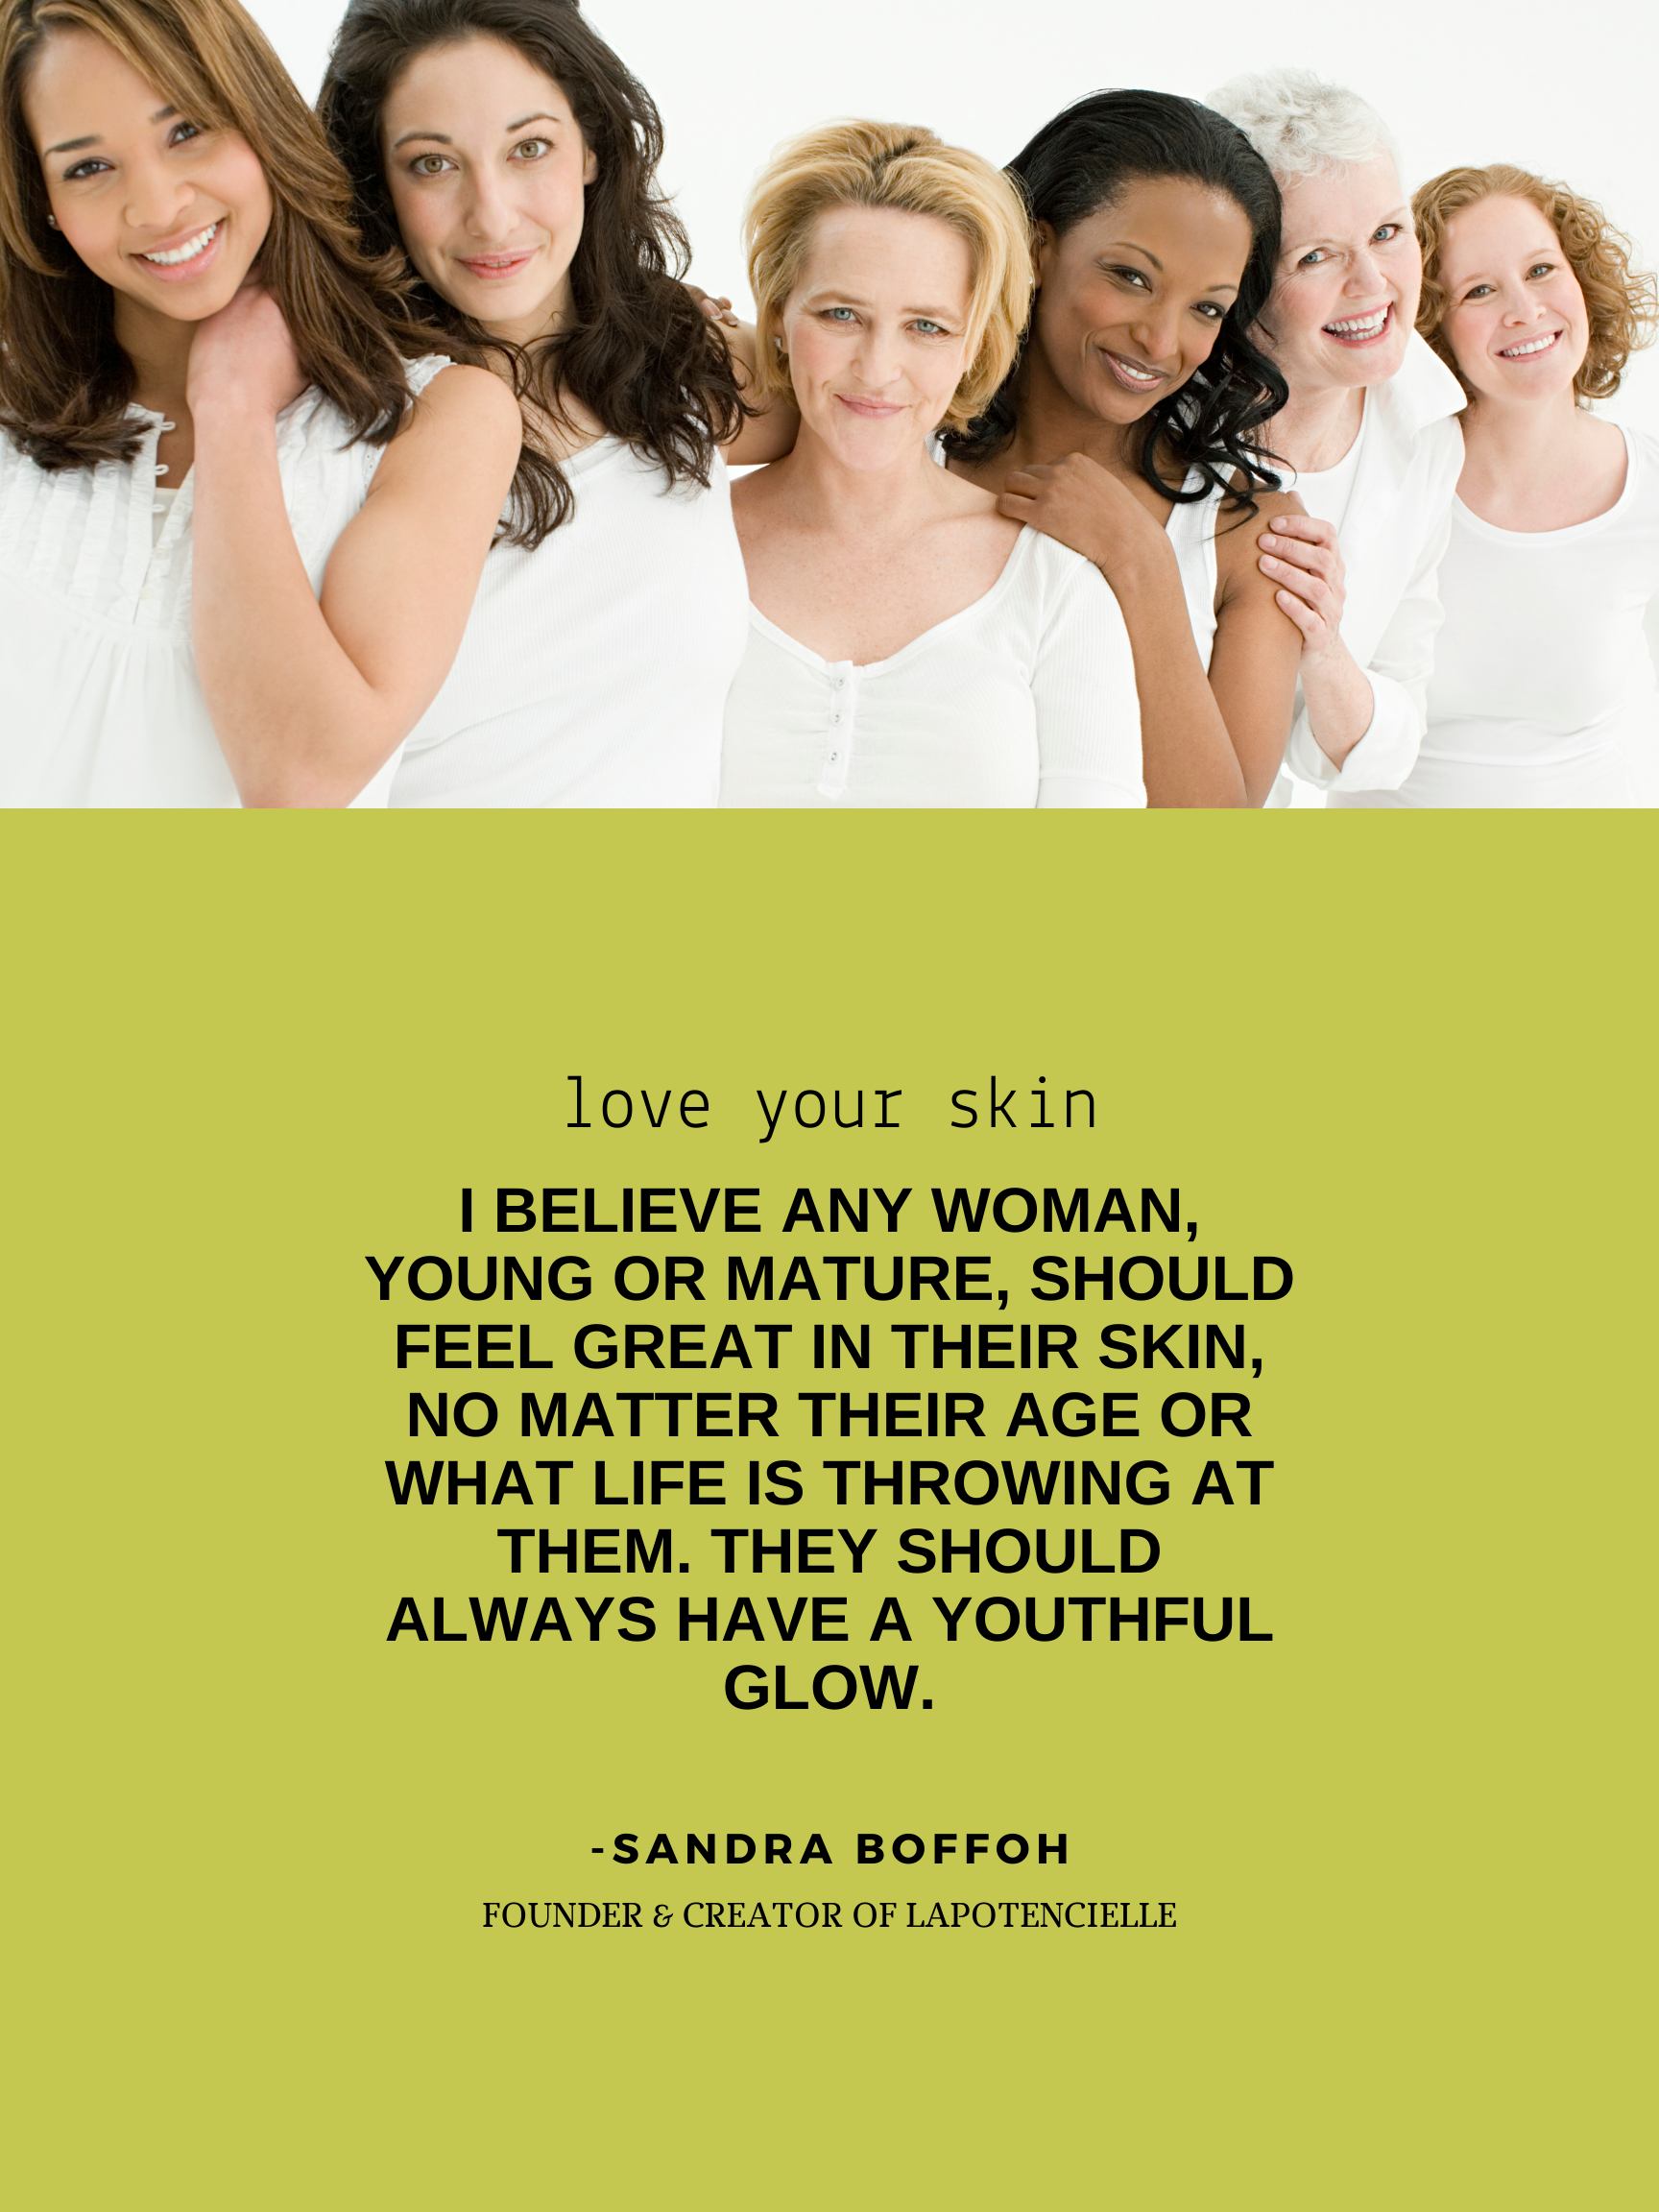 love your skin
I BELIEVE ANY WOMAN,
YOUNG OR MATURE, SHOULD
FEEL GREAT IN THEIR SKIN,
NO MATTER THEIR AGE OR
WHAT LIFE IS THROWING AT
THEM. THEY SHOULD
ALWAYS HAVE A YOUTHFUL
GLOW.
-SANDRA BOFFOH
FOUNDER & CREATOR OF LAPOTENCIELLE